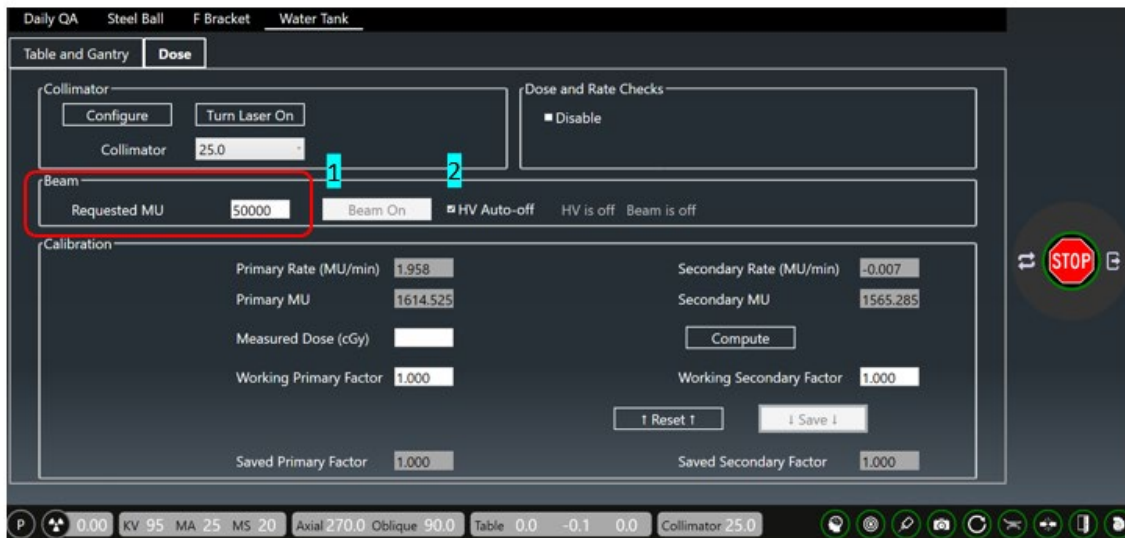 Daily QA Steel Ball F Bracket Water Tank
Table and Gantry Dose
Collimator Dose and Rate Checks
Configure Turn Laser On Disable
Collimator 25.0
1 2
Beam
Requested MU 50000 Beam On HV Auto-off HV is off Beam is off
Calibration
Primary Rate (MU/min) 1.958 Secondary Rate (MU/min) -0.007
STOP
Primary MU 1614.525 Secondary MU 1565.285
Measured Dose (cGy) Compute
Working Primary Factor 1.000 Working Secondary Factor 1.000
↑ Reset ↑ ↓ Save ↓
Saved Primary Factor 1.000 Saved Secondary Factor 1.000
P 0.00 KV 95 MA 25 MS 20 Axial 270.0 Oblique 90.0 Table 0.0 -0.1 0.0 Collimator 25.0